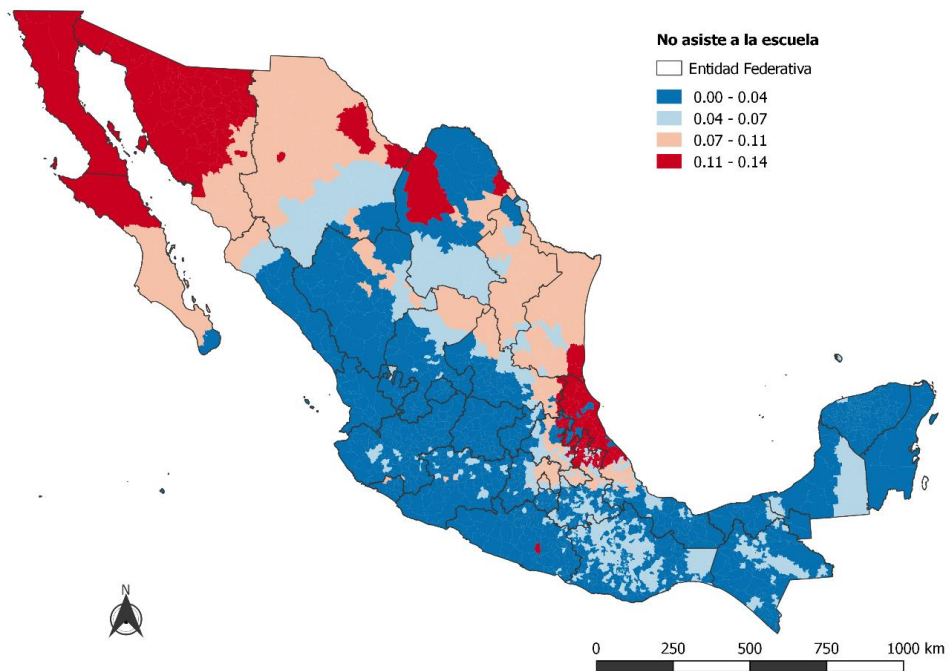 No asiste a la escuela
Entidad Federativa
0.00 - 0.04
0.04 - 0.07
0.07 - 0.11
0.11 - 0.14
N
0 250 500 750 1000 km